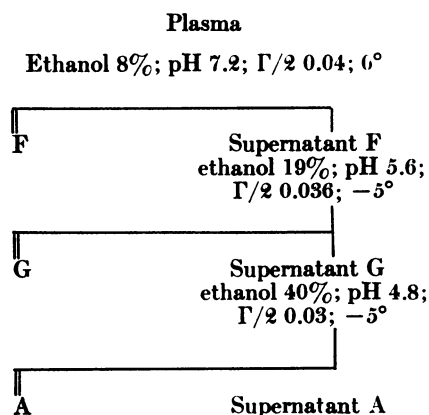 Plasma
Ethanol 8%; pH 7.2; Γ/2 0.04; 0°
F
Supernatant F
ethanol 19%; pH 5.6;
Γ/2 0.036; −5°
G
Supernatant G
ethanol 40%; pH 4.8;
Γ/2 0.03; −5°
A
Supernatant A